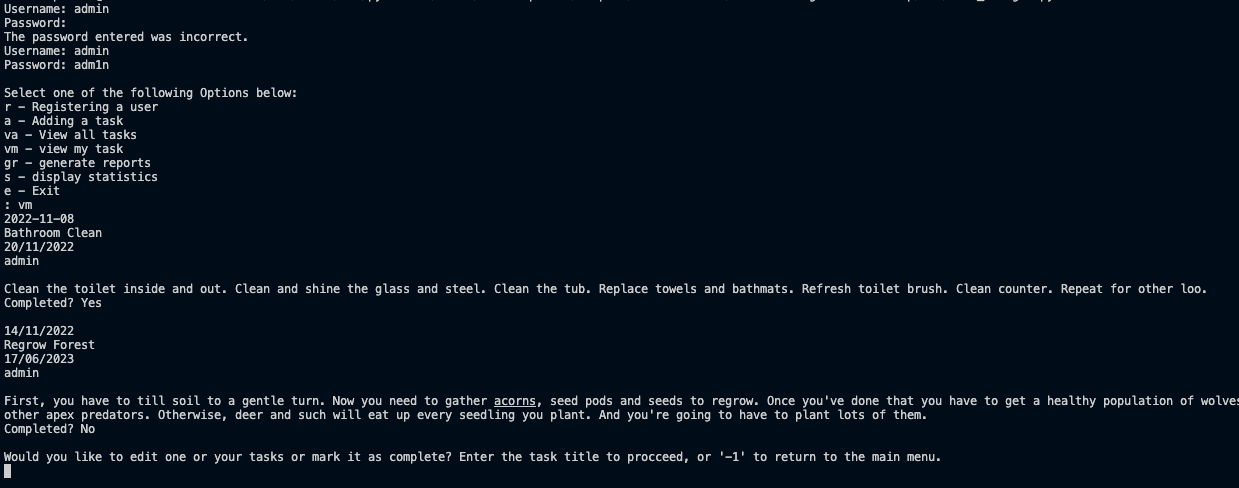 Username: admin
Password:
The password entered was incorrect.
Username: admin
Password: adm1n
Select one of the following Options below:
r – Registering a user
a – Adding a task
va – View all tasks
vm – view my task
gr – generate reports
s – display statistics
e – Exit
: vm
2022-11-08
Bathroom Clean
20/11/2022
admin
Clean the toilet inside and out. Clean and shine the glass and steel. Clean the tub. Replace towels and bathmats. Refresh toilet brush. Clean counter. Repeat for other loo.
Completed? Yes
14/11/2022
Regrow Forest
17/06/2023
admin
First, you have to till soil to a gentle turn. Now you need to gather acorns, seed pods and seeds to regrow. Once you've done that you have to get a healthy population of wolves
other apex predators. Otherwise, deer and such will eat up every seedling you plant. And you're going to have to plant lots of them.
Completed? No
Would you like to edit one or your tasks or mark it as complete? Enter the task title to procceed, or '-1' to return to the main menu.